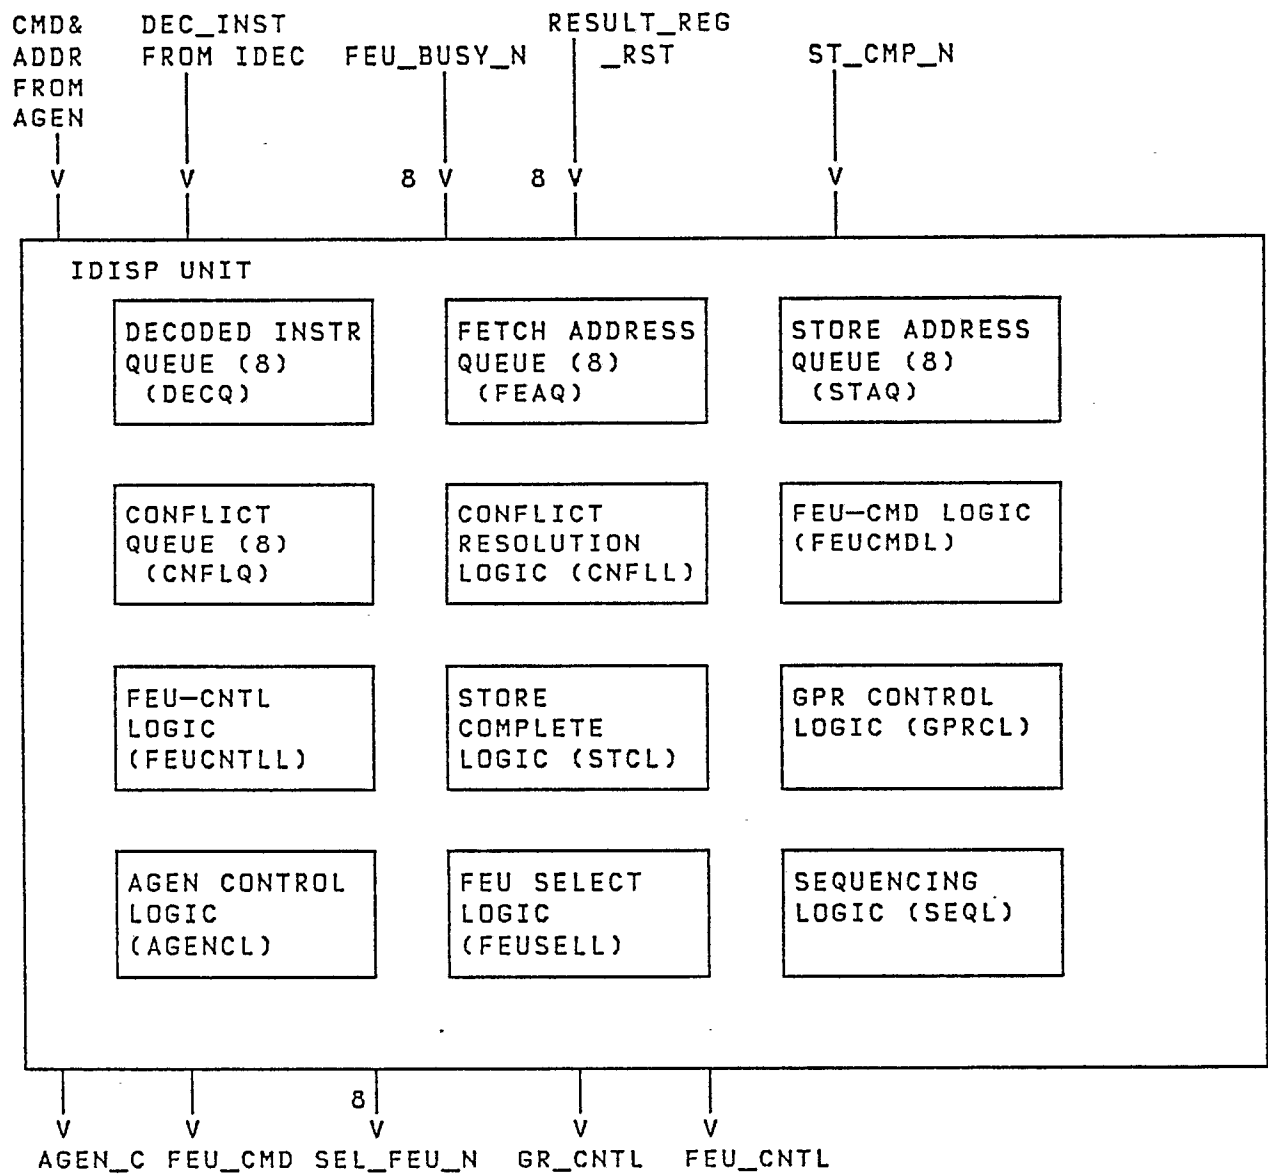 CMD&
ADDR
FROM
AGEN
DEC_INST
FROM IDEC
FEU_BUSY_N
RESULT_REG
_RST
ST_CMP_N
V V 8 V 8 V V
IDISP UNIT
DECODED INSTR
QUEUE (8)
(DECQ)
FETCH ADDRESS
QUEUE (8)
(FEAQ)
STORE ADDRESS
QUEUE (8)
(STAQ)
CONFLICT
QUEUE (8)
(CNFLQ)
CONFLICT
RESOLUTION
LOGIC (CNFLL)
FEU-CMD LOGIC
(FEUCMDL)
FEU-CNTL
LOGIC
(FEUCNTLL)
STORE
COMPLETE
LOGIC (STCL)
GPR CONTROL
LOGIC (GPRCL)
AGEN CONTROL
LOGIC
(AGENCL)
FEU SELECT
LOGIC
(FEUSELL)
SEQUENCING
LOGIC (SEQL)
8
V V V V V
AGEN_C FEU_CMD SEL_FEU_N GR_CNTL FEU_CNTL